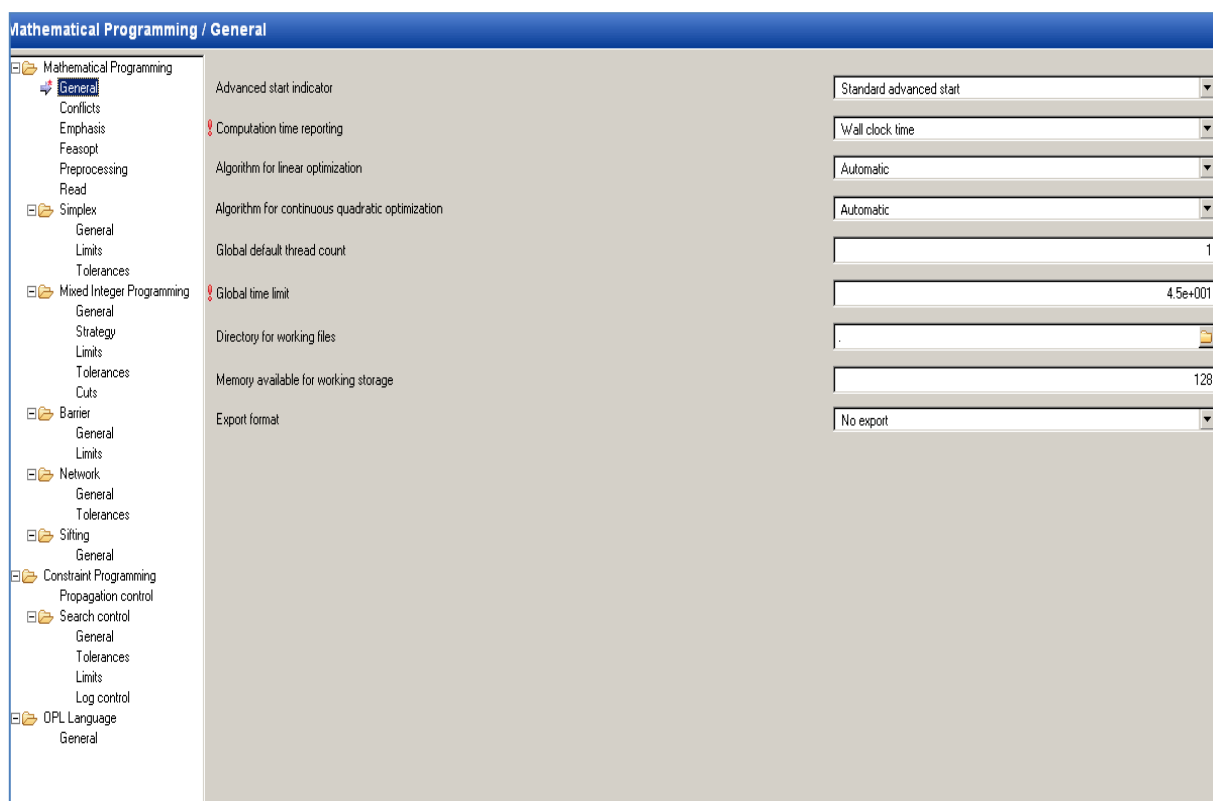 Mathematical Programming / General
Mathematical Programming
General
Conflicts
Emphasis
Feasopt
Preprocessing
Read
Simplex
General
Limits
Tolerances
Mixed Integer Programming
General
Strategy
Limits
Tolerances
Cuts
Barrier
General
Limits
Network
General
Tolerances
Sifting
General
Constraint Programming
Propagation control
Search control
General
Tolerances
Limits
Log control
OPL Language
General
Advanced start indicator Standard advanced start
! Computation time reporting Wall clock time
Algorithm for linear optimization Automatic
Algorithm for continuous quadratic optimization Automatic
Global default thread count 1
! Global time limit 4.5e+001
Directory for working files .
Memory available for working storage 128
Export format No export